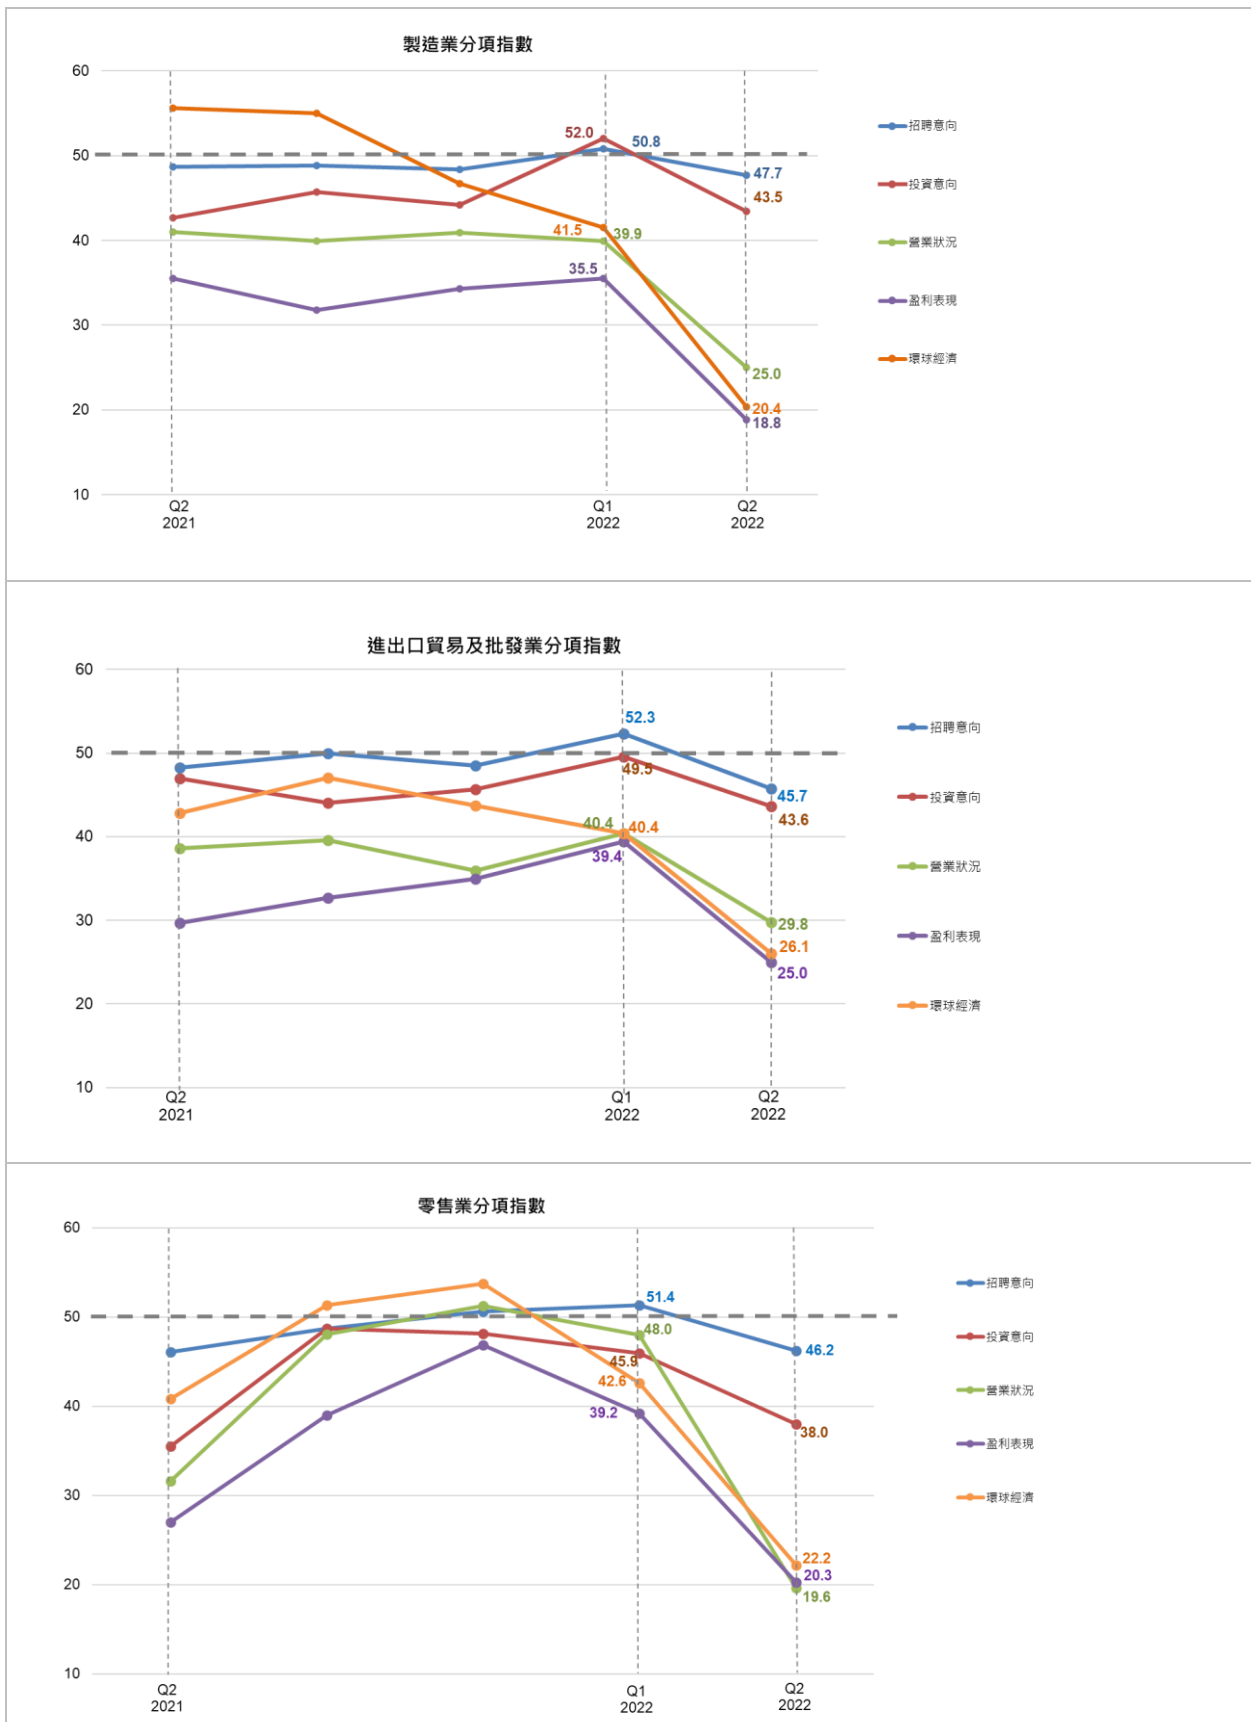 製造業分項指數
60
50
40
30
20
10
52.0
50.8
47.7
43.5
41.5
39.9
35.5
25.0
20.4
18.8
Q2
2021
Q1
2022
Q2
2022
招聘意向
投資意向
營業狀況
盈利表現
環球經濟
進出口貿易及批發業分項指數
60
50
40
30
20
10
52.3
49.5
45.7
43.6
40.4
40.4
39.4
29.8
26.1
25.0
Q2
2021
Q1
2022
Q2
2022
招聘意向
投資意向
營業狀況
盈利表現
環球經濟
零售業分項指數
60
50
40
30
20
10
51.4
48.0
46.2
45.9
42.6
39.2
38.0
22.2
20.3
19.6
Q2
2021
Q1
2022
Q2
2022
招聘意向
投資意向
營業狀況
盈利表現
環球經濟